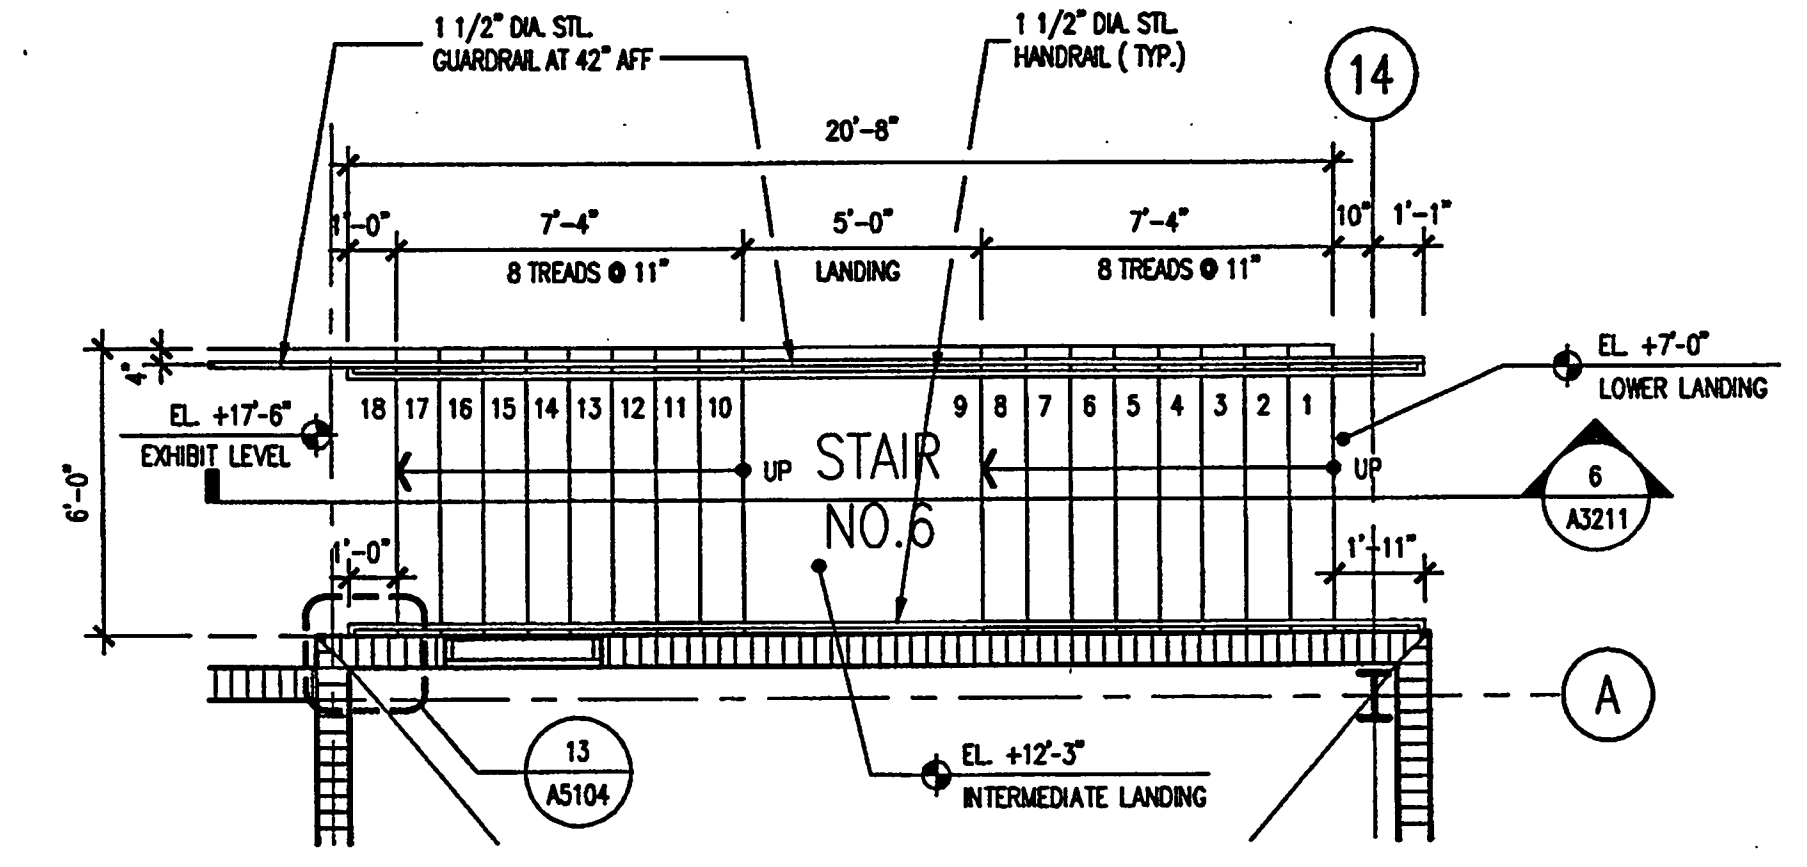 1 1/2" DIA. STL.
GUARDRAIL AT 42" AFF
1 1/2" DIA. STL.
HANDRAIL ( TYP.)
14
20'-8"
1'-0"
7'-4"
5'-0"
7'-4"
10"
1'-1"
8 TREADS @ 11"
LANDING
8 TREADS @ 11"
4"
EL. +7'-0"
LOWER LANDING
18 17 16 15 14 13 12 11 10 9 8 7 6 5 4 3 2 1
EL. +17'-6"
EXHIBIT LEVEL
UP
STAIR
NO.6
UP
6
A3211
6'-0"
1'-0"
1'-11"
A
13
A5104
EL. +12'-3"
INTERMEDIATE LANDING